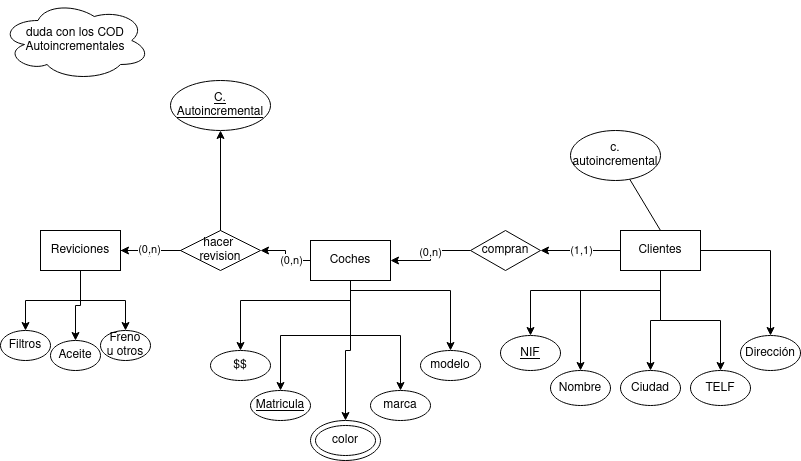 duda con los COD
Autoincrementales
C.
Autoincremental
c.
autoincremental
Reviciones
(0,n)
hacer
revision
(0,n)
Coches
(0,n)
compran
(1,1)
Clientes
Filtros
Aceite
Freno
u otros
$$
Matricula
color
marca
modelo
NIF
Nombre
Ciudad
TELF
Dirección